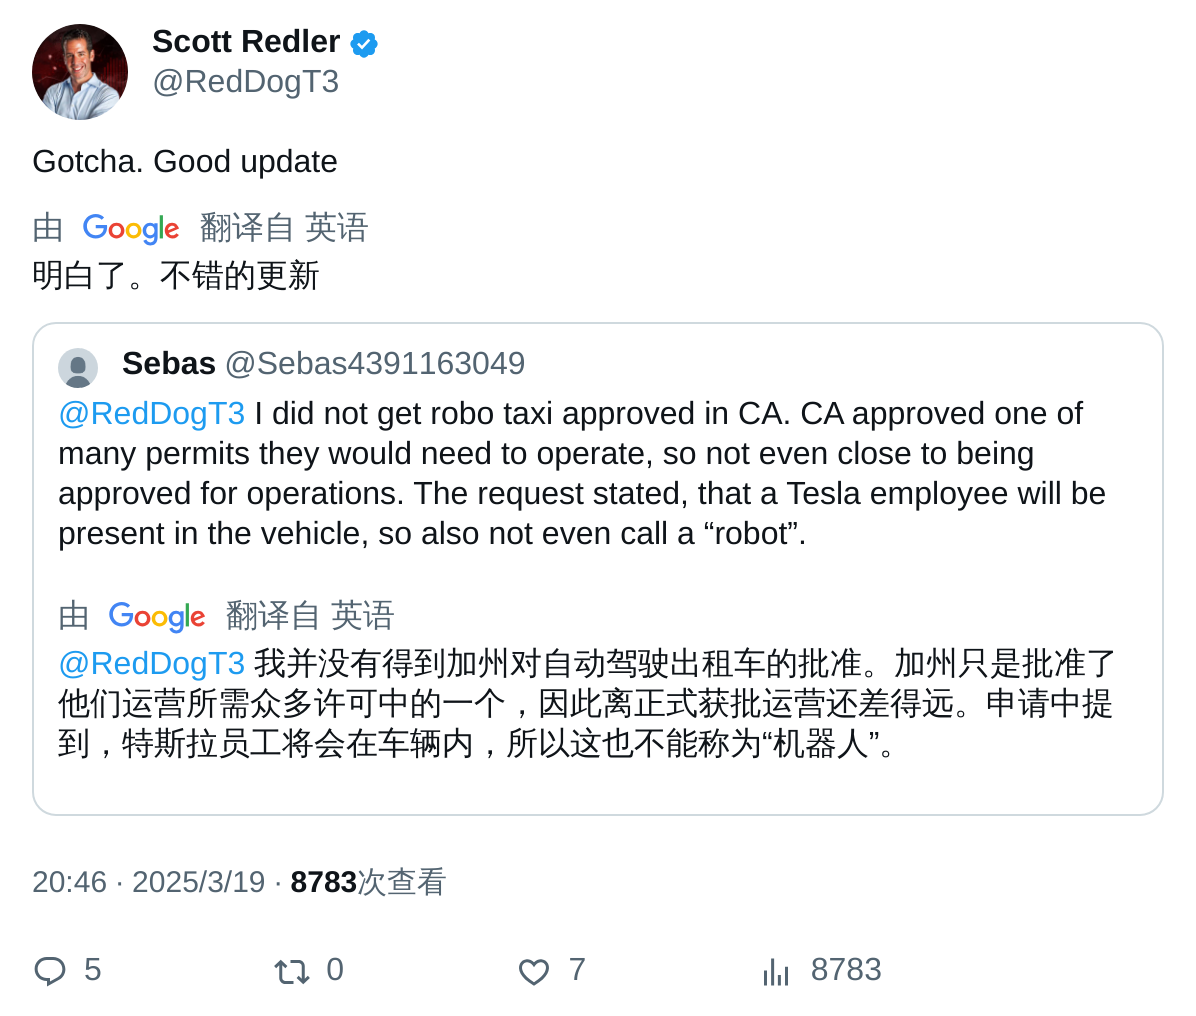 Scott Redler
@RedDogT3
Gotcha. Good update
由 Google 翻译自 英语
明白了。不错的更新
Sebas @Sebas4391163049
@RedDogT3 I did not get robo taxi approved in CA. CA approved one of
many permits they would need to operate, so not even close to being
approved for operations. The request stated, that a Tesla employee will be
present in the vehicle, so also not even call a “robot”.
由 Google 翻译自 英语
@RedDogT3 我并没有得到加州对自动驾驶出租车的批准。加州只是批准了
他们运营所需众多许可中的一个，因此离正式获批运营还差得远。申请中提
到，特斯拉员工将会在车辆内，所以这也不能称为“机器人”。
20:46 · 2025/3/19 · 8783次查看
5 0 7 8783